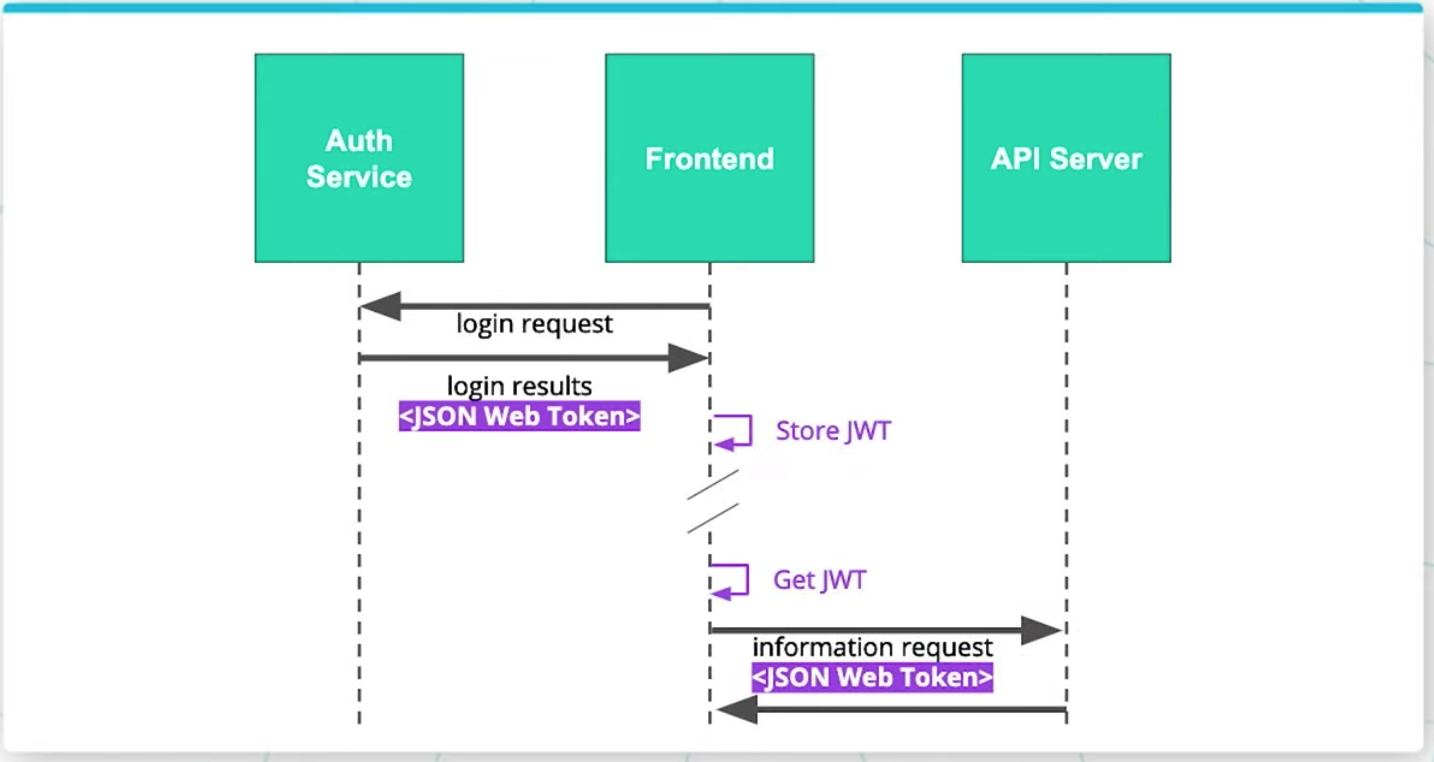 Auth
Service
Frontend
API Server
login request
login results
<JSON Web Token>
Store JWT
Get JWT
information request
<JSON Web Token>